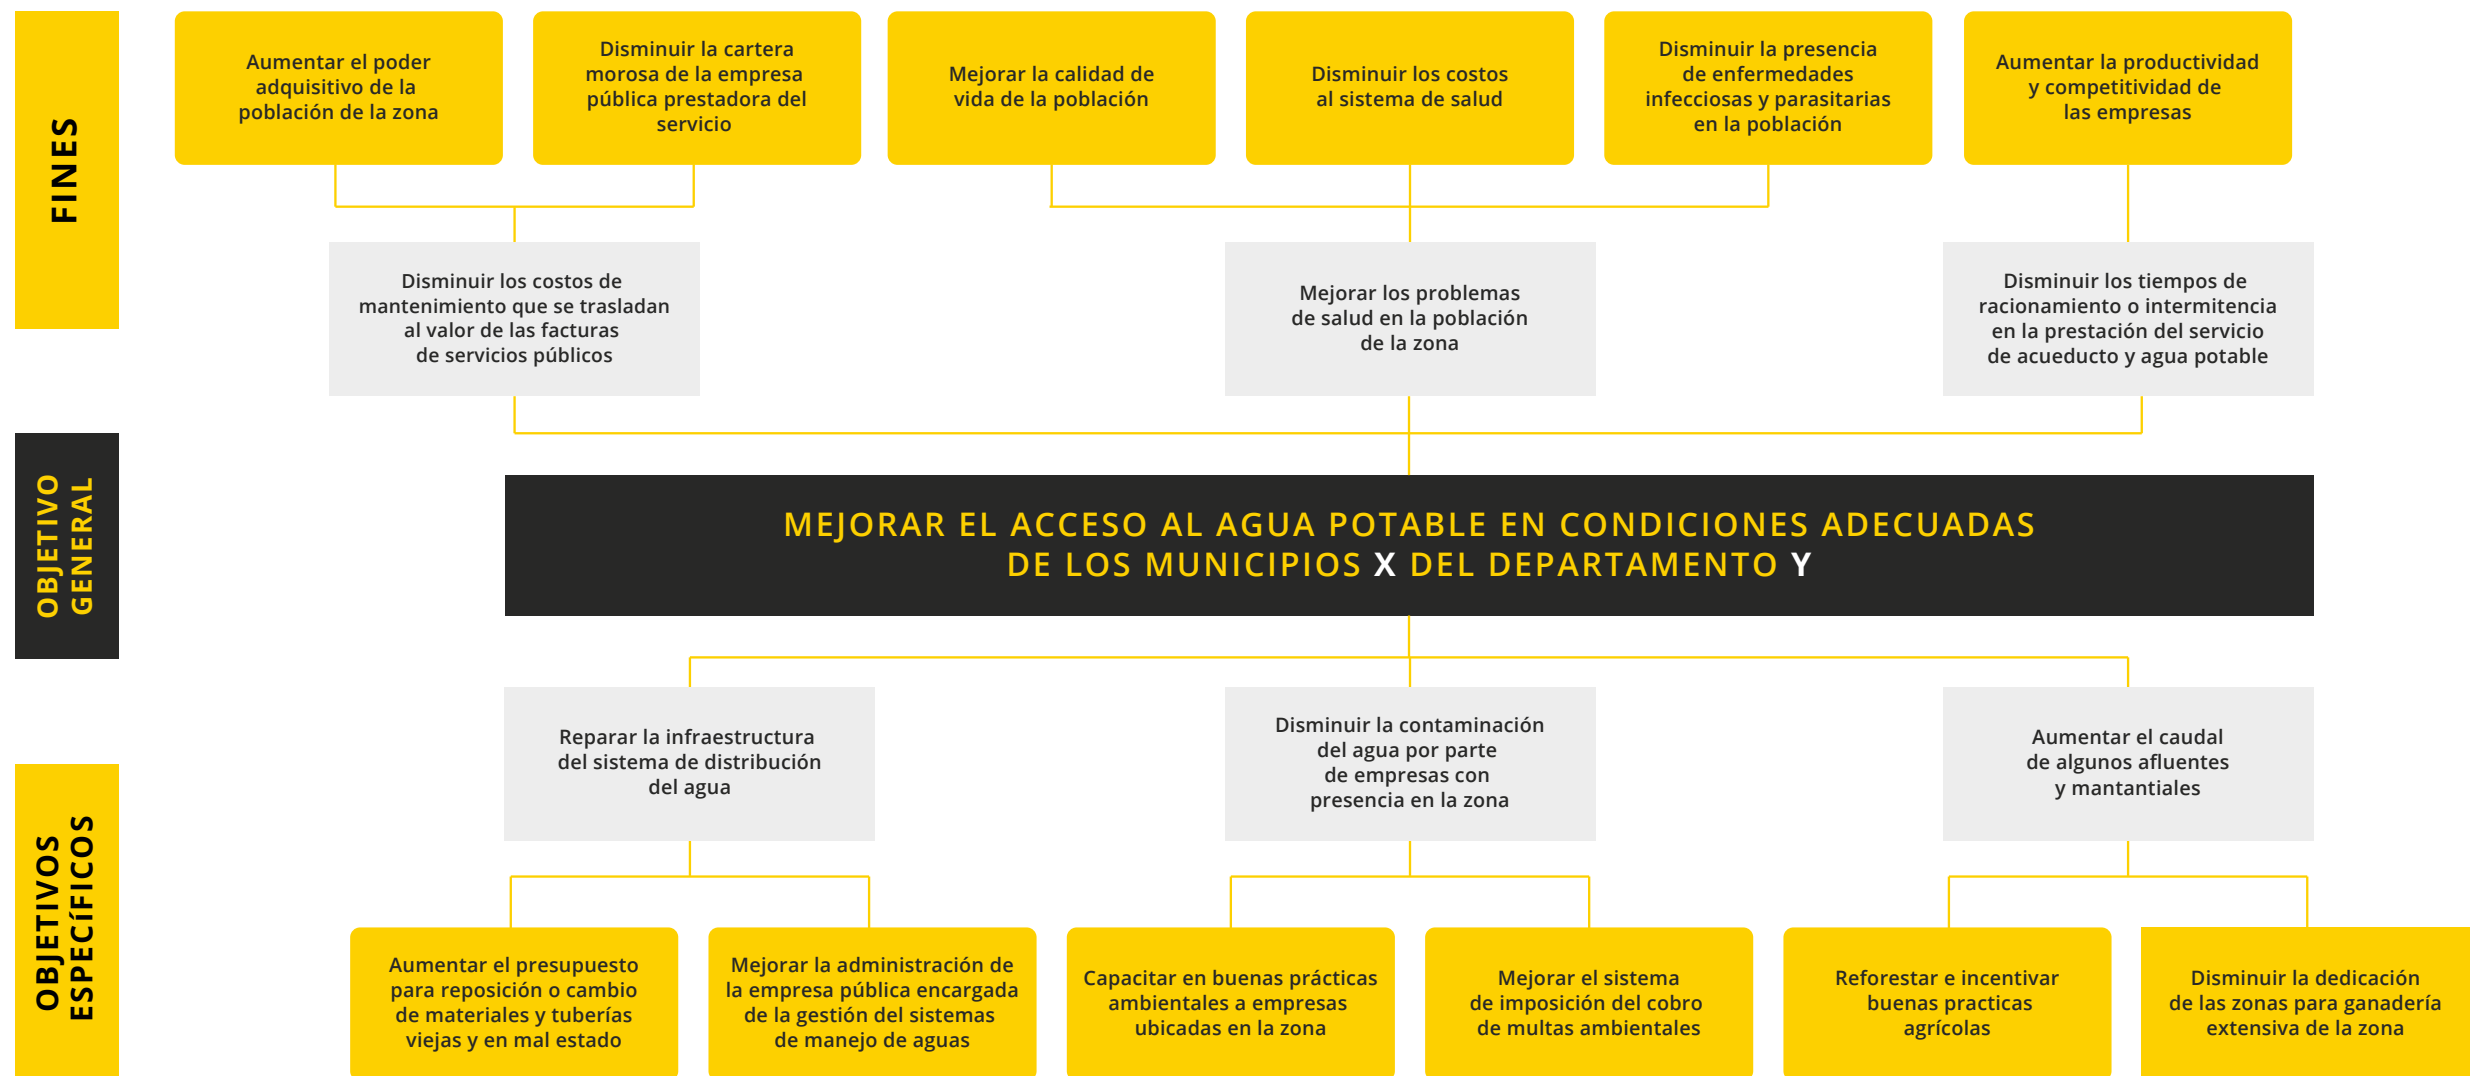 FINES
Aumentar el poder
adquisitivo de la
población de la zona
Disminuir la cartera
morosa de la empresa
pública prestadora del
servicio
Mejorar la calidad de
vida de la población
Disminuir los costos
al sistema de salud
Disminuir la presencia
de enfermedades
infecciosas y parasitarias
en la población
Aumentar la productividad
y competitividad de
las empresas
Disminuir los costos de
mantenimiento que se trasladan
al valor de las facturas
de servicios públicos
Mejorar los problemas
de salud en la población
de la zona
Disminuir los tiempos de
racionamiento o intermitencia
en la prestación del servicio
de acueducto y agua potable
OBJETIVO
GENERAL
MEJORAR EL ACCESO AL AGUA POTABLE EN CONDICIONES ADECUADAS
DE LOS MUNICIPIOS X DEL DEPARTAMENTO Y
OBJETIVOS
ESPECÍFICOS
Reparar la infraestructura
del sistema de distribución
del agua
Disminuir la contaminación
del agua por parte
de empresas con
presencia en la zona
Aumentar el caudal
de algunos afluentes
y mantantiales
Aumentar el presupuesto
para reposición o cambio
de materiales y tuberías
viejas y en mal estado
Mejorar la administración de
la empresa pública encargada
de la gestión del sistemas
de manejo de aguas
Capacitar en buenas prácticas
ambientales a empresas
ubicadas en la zona
Mejorar el sistema
de imposición del cobro
de multas ambientales
Reforestar e incentivar
buenas practicas
agrícolas
Disminuir la dedicación
de las zonas para ganadería
extensiva de la zona